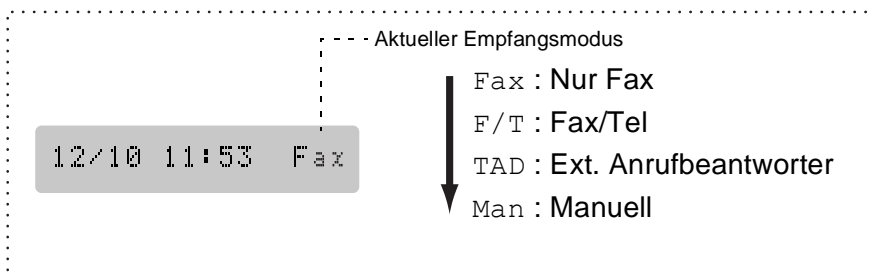 Aktueller Empfangsmodus
Fax : Nur Fax
F/T : Fax/Tel
12/10 11:53 Fax
TAD : Ext. Anrufbeantworter
Man : Manuell